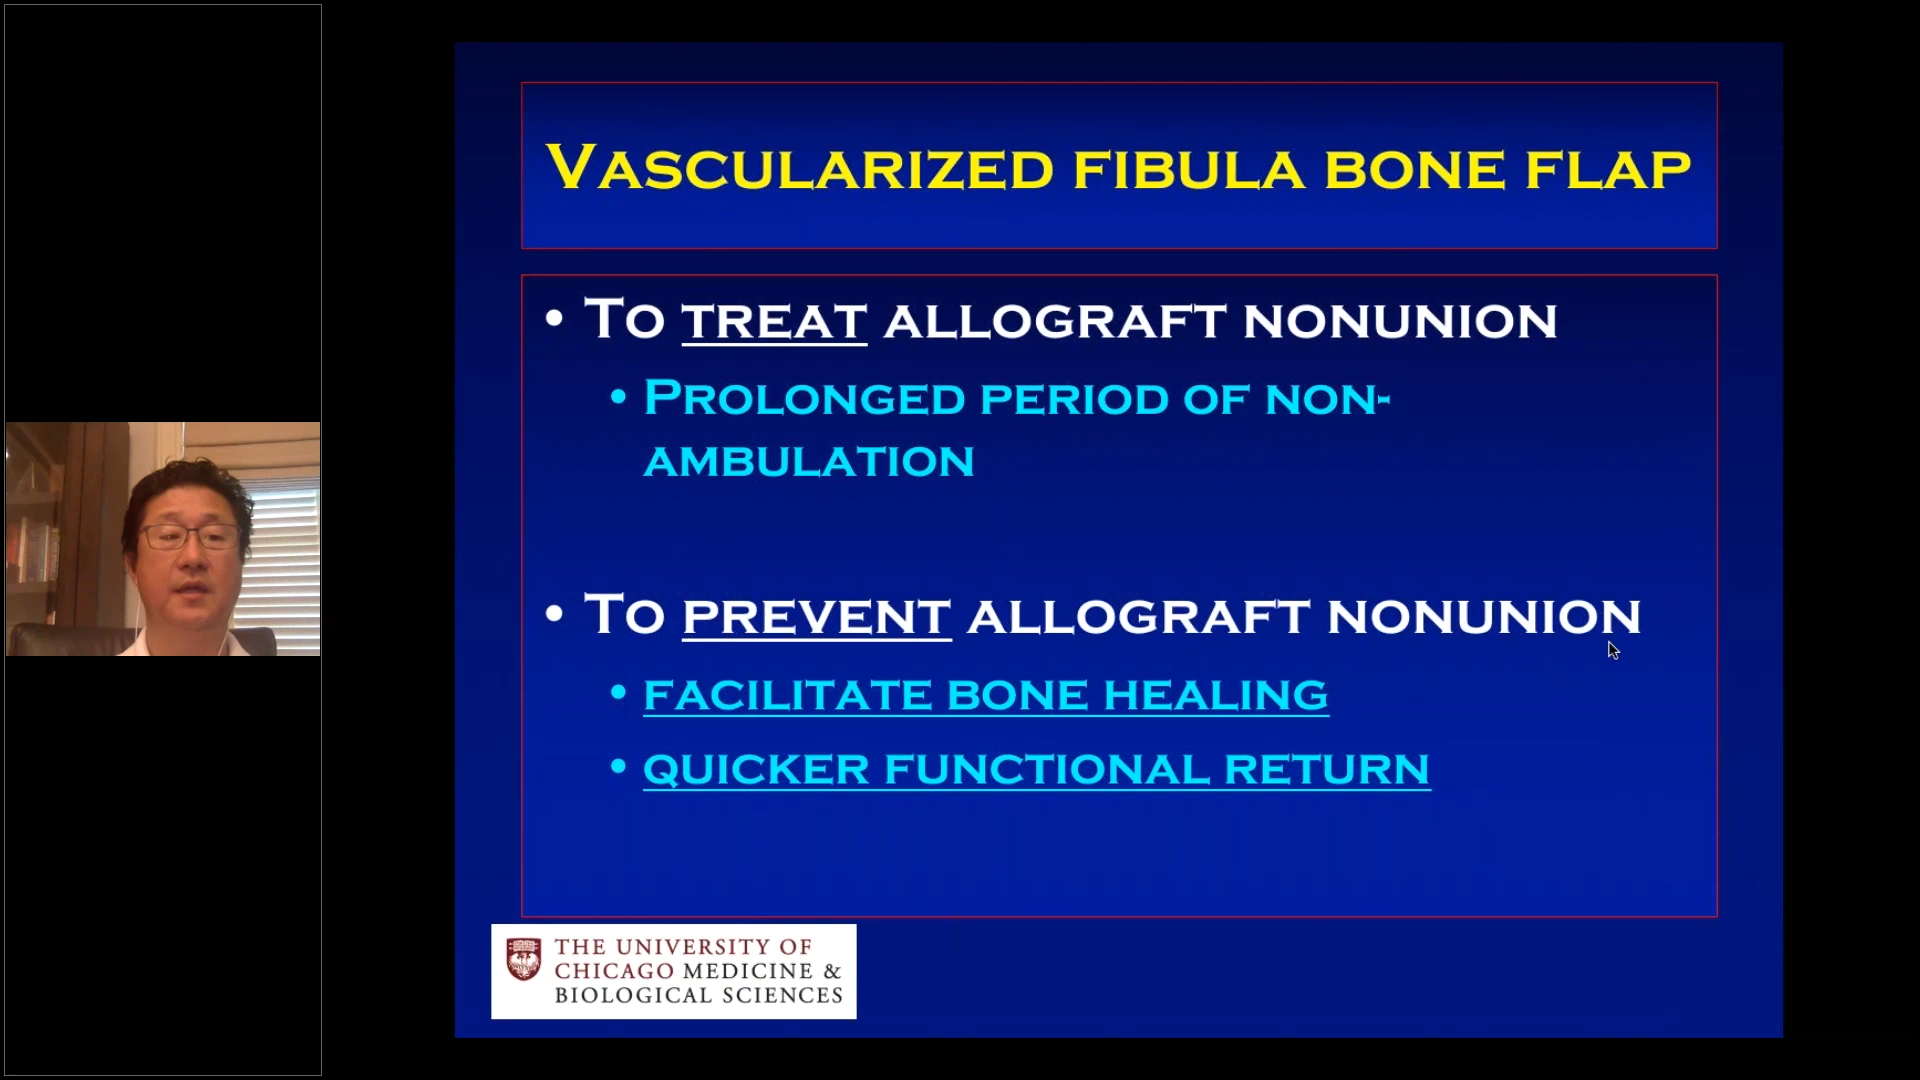 VASCULARIZED FIBULA BONE FLAP
• TO TREAT ALLOGRAFT NONUNION
• PROLONGED PERIOD OF NON-
AMBULATION
• TO PREVENT ALLOGRAFT NONUNION
• FACILITATE BONE HEALING
• QUICKER FUNCTIONAL RETURN
THE UNIVERSITY OF
CHICAGO MEDICINE &
BIOLOGICAL SCIENCES